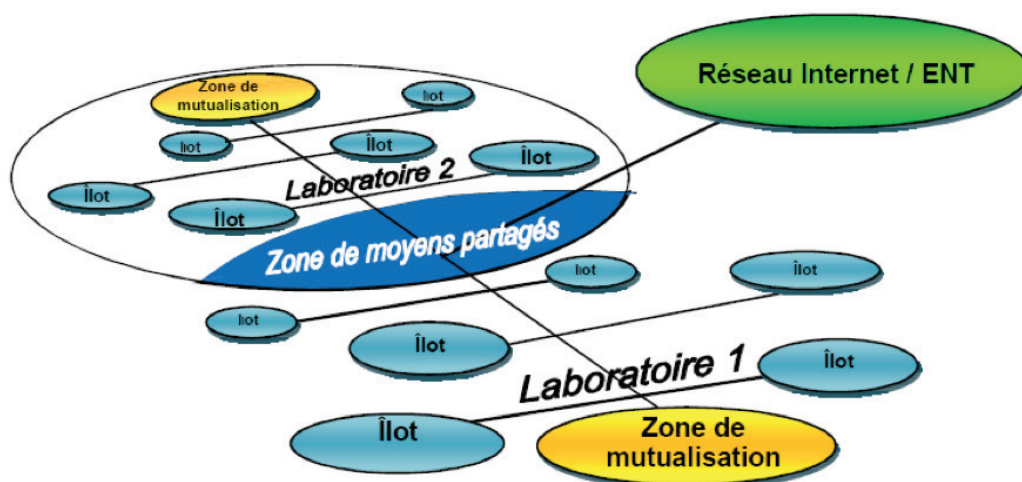 Réseau Internet / ENT
Zone de
mutualisation
Îlot
Îlot
Îlot
Îlot
Îlot
Îlot
Laboratoire 2
Zone de moyens partagés
Îlot
Îlot
Îlot
Îlot
Îlot
Îlot
Laboratoire 1
Zone de
mutualisation